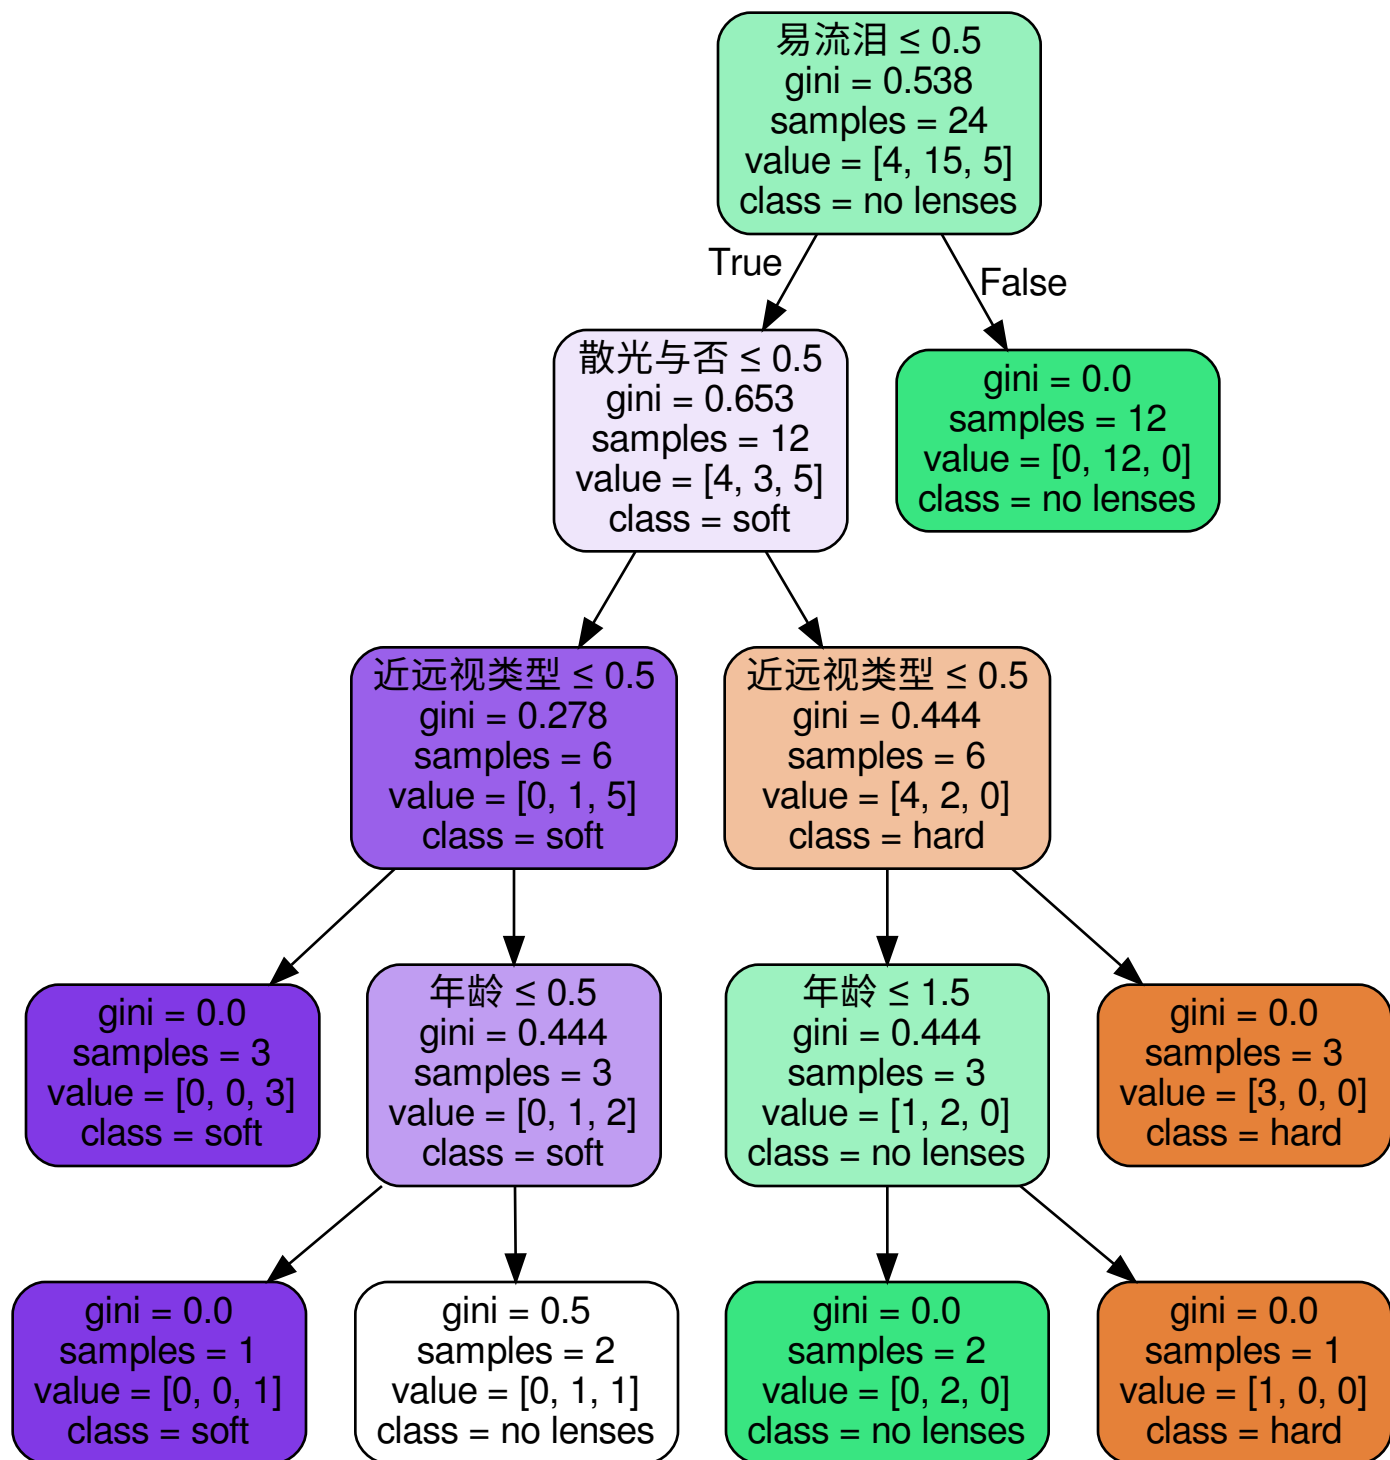 易流泪 ≤ 0.5
gini = 0.538
samples = 24
value = [4, 15, 5]
class = no lenses
True
False
散光与否 ≤ 0.5
gini = 0.653
samples = 12
value = [4, 3, 5]
class = soft
gini = 0.0
samples = 12
value = [0, 12, 0]
class = no lenses
近远视类型 ≤ 0.5
gini = 0.278
samples = 6
value = [0, 1, 5]
class = soft
近远视类型 ≤ 0.5
gini = 0.444
samples = 6
value = [4, 2, 0]
class = hard
gini = 0.0
samples = 3
value = [0, 0, 3]
class = soft
年龄 ≤ 0.5
gini = 0.444
samples = 3
value = [0, 1, 2]
class = soft
年龄 ≤ 1.5
gini = 0.444
samples = 3
value = [1, 2, 0]
class = no lenses
gini = 0.0
samples = 3
value = [3, 0, 0]
class = hard
gini = 0.0
samples = 1
value = [0, 0, 1]
class = soft
gini = 0.5
samples = 2
value = [0, 1, 1]
class = no lenses
gini = 0.0
samples = 2
value = [0, 2, 0]
class = no lenses
gini = 0.0
samples = 1
value = [1, 0, 0]
class = hard